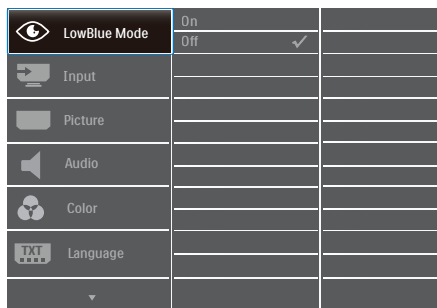 LowBlue Mode
On
Off
Input
Picture
Audio
Color
TXT
Language